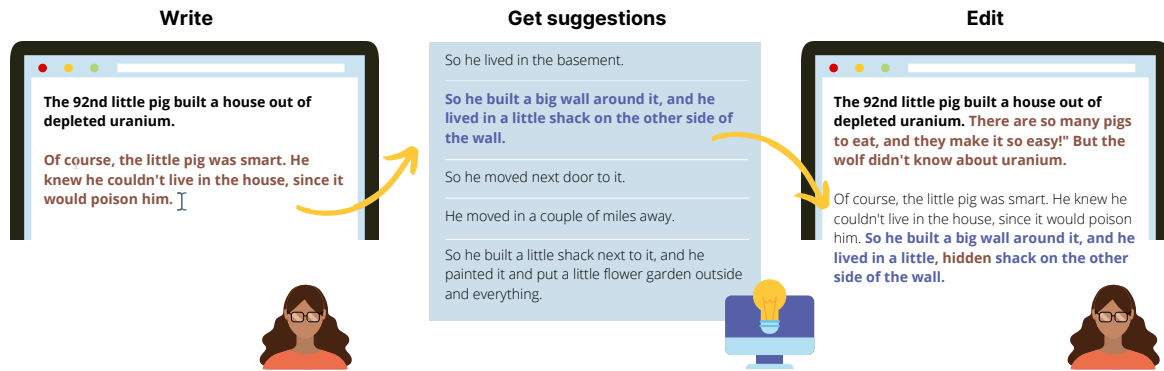 Write
The 92nd little pig built a house out of
depleted uranium.
Of course, the little pig was smart. He
knew he couldn't live in the house, since it
would poison him.
Get suggestions
So he lived in the basement.
So he built a big wall around it, and he
lived in a little shack on the other side of
the wall.
So he moved next door to it.
He moved in a couple of miles away.
So he built a little shack next to it, and he
painted it and put a little flower garden outside
and everything.
Edit
The 92nd little pig built a house out of
depleted uranium. There are so many pigs
to eat, and they make it so easy!" But the
wolf didn't know about uranium.
Of course, the little pig was smart. He knew he
couldn't live in the house, since it would poison
him. So he built a big wall around it, and he
lived in a little, hidden shack on the other
side of the wall.